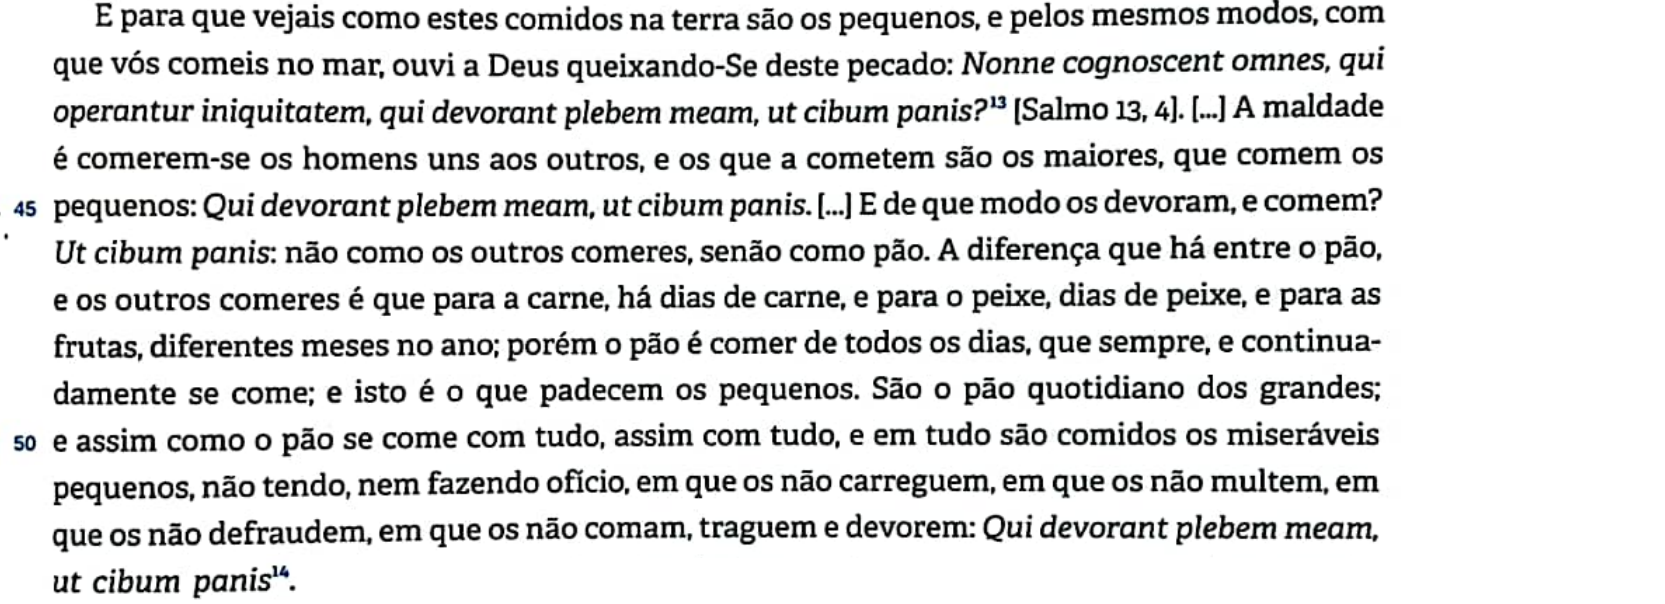 E para que vejais como estes comidos na terra são os pequenos, e pelos mesmos modos, com
que vós comeis no mar, ouvi a Deus queixando-Se deste pecado: Nonne cognoscent omnes, qui
operantur iniquitatem, qui devorant plebem meam, ut cibum panis?¹³ [Salmo 13, 4]. [...] A maldade
é comerem-se os homens uns aos outros, e os que a cometem são os maiores, que comem os
45 pequenos: Qui devorant plebem meam, ut cibum panis. [...] E de que modo os devoram, e comem?
Ut cibum panis: não como os outros comeres, senão como pão. A diferença que há entre o pão,
e os outros comeres é que para a carne, há dias de carne, e para o peixe, dias de peixe, e para as
frutas, diferentes meses no ano; porém o pão é comer de todos os dias, que sempre, e continua-
damente se come; e isto é o que padecem os pequenos. São o pão quotidiano dos grandes;
50 e assim como o pão se come com tudo, assim com tudo, e em tudo são comidos os miseráveis
pequenos, não tendo, nem fazendo ofício, em que os não carreguem, em que os não multem, em
que os não defraudem, em que os não comam, traguem e devorem: Qui devorant plebem meam,
ut cibum panis¹⁴.